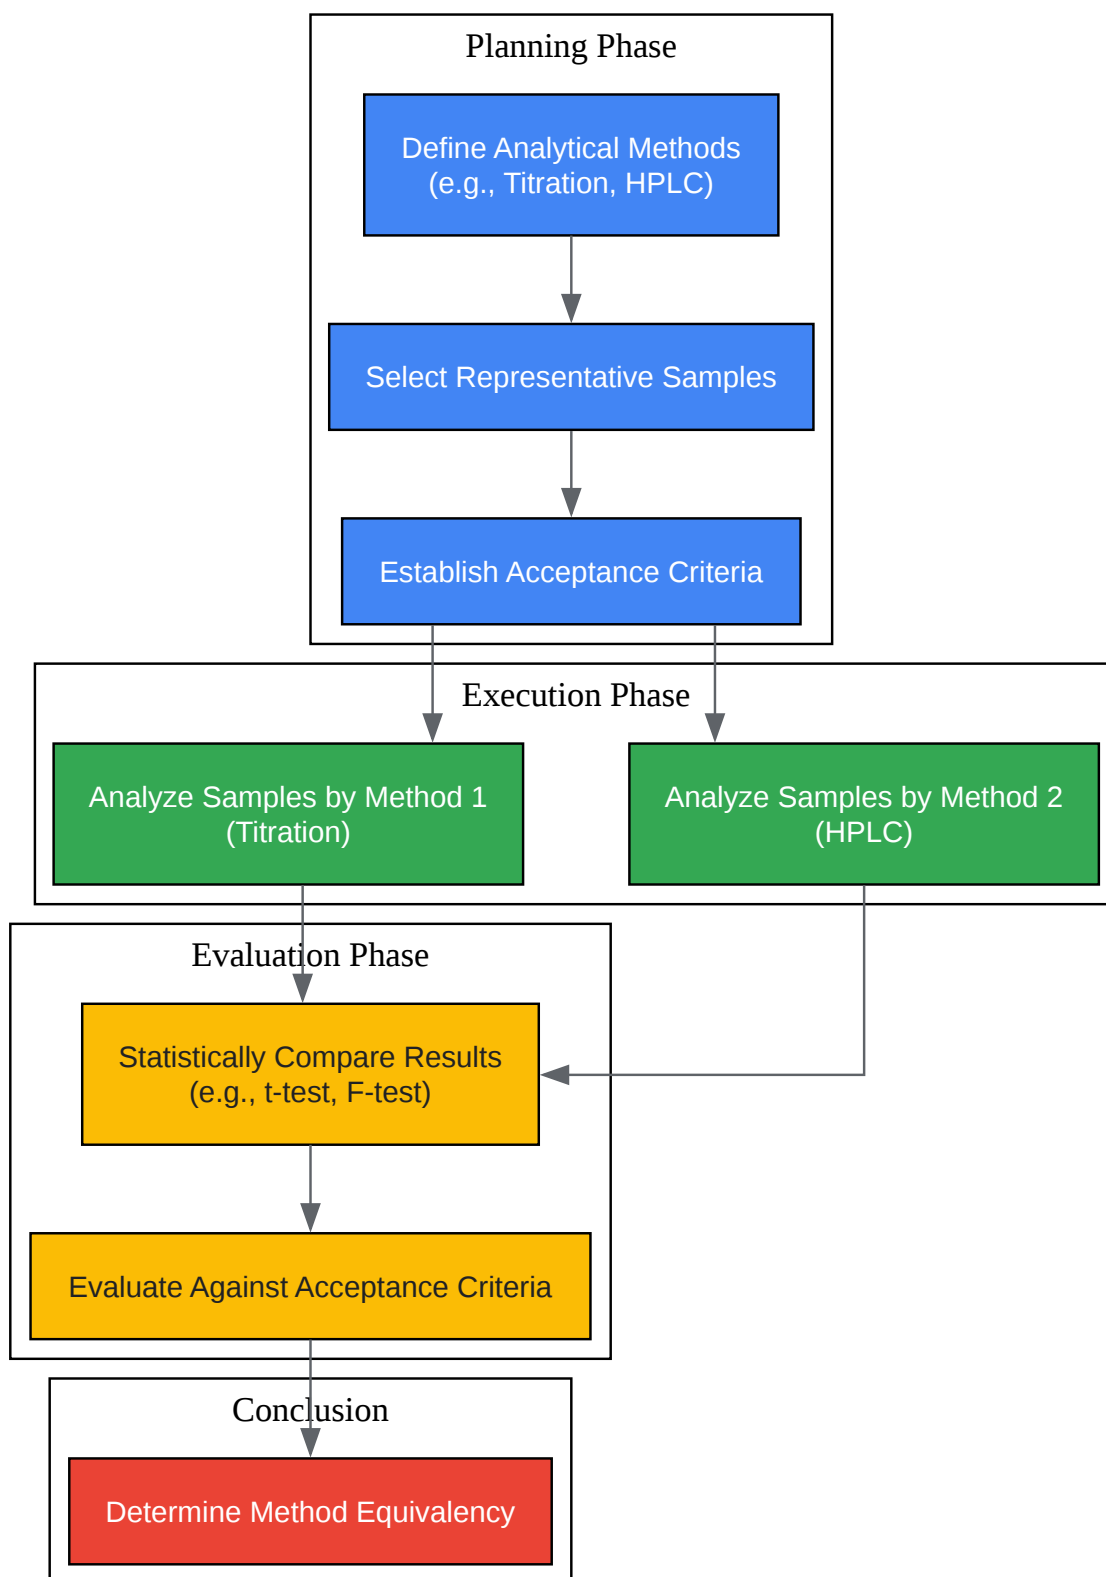 Planning Phase
Define Analytical Methods
(e.g., Titration, HPLC)
Select Representative Samples
Establish Acceptance Criteria
Execution Phase
Analyze Samples by Method 1
(Titration)
Analyze Samples by Method 2
(HPLC)
Evaluation Phase
Statistically Compare Results
(e.g., t-test, F-test)
Evaluate Against Acceptance Criteria
Conclusion
Determine Method Equivalency